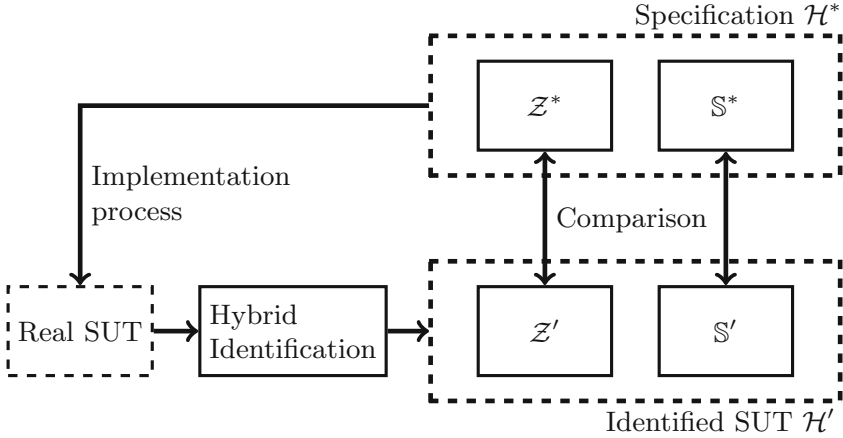 Specification 𝓗*
𝒵*
𝕊*
Implementation
process
Comparison
Real SUT
Hybrid
Identification
𝒵′
𝕊′
Identified SUT 𝓗′